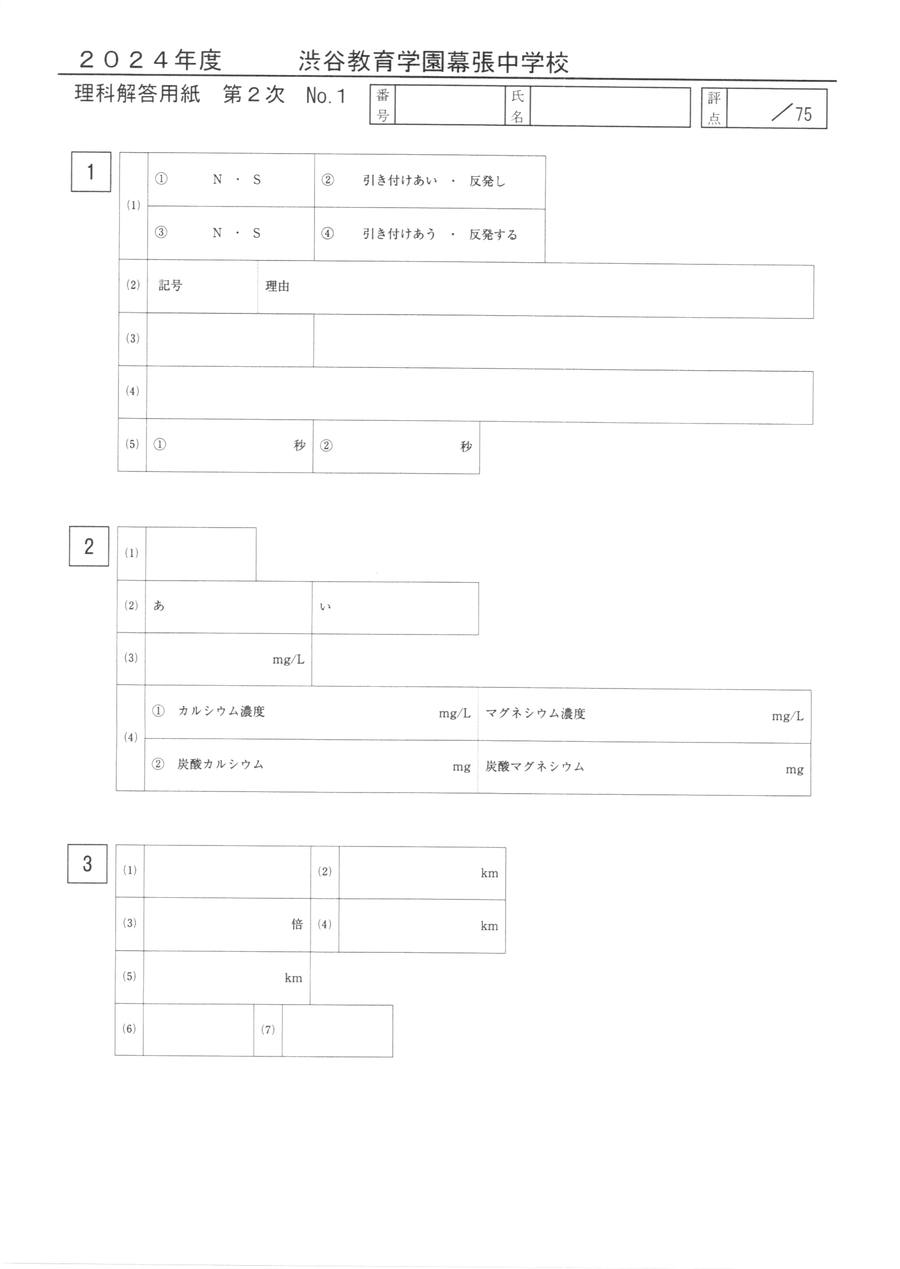 2024年度 渋谷教育学園幕張中学校
理科解答用紙 第2次 No.1 番号 氏名 評点 /75
1
(1) ① N ・ S ② 引き付けあい ・ 反発し
③ N ・ S ④ 引き付けあう ・ 反発する
(2) 記号 理由
(3)
(4)
(5) ① 秒 ② 秒
2
(1)
(2) あ い
(3) mg/L
(4) ① カルシウム濃度 mg/L マグネシウム濃度 mg/L
② 炭酸カルシウム mg 炭酸マグネシウム mg
3
(1) (2) km
(3) 倍 (4) km
(5) km
(6) (7)